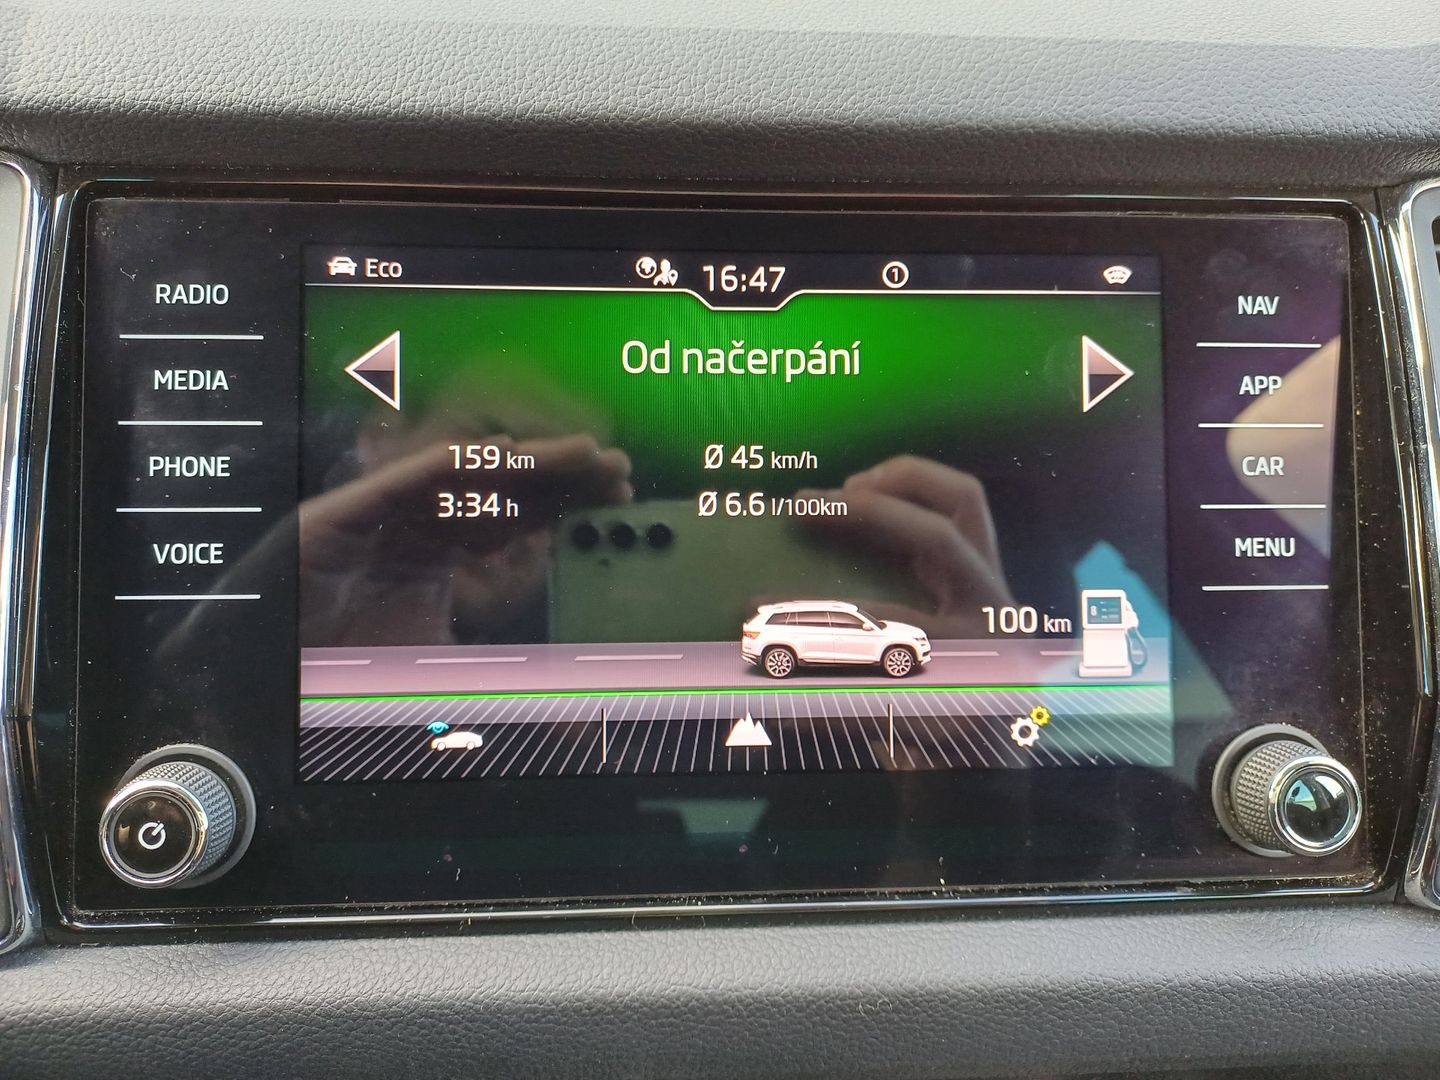 RADIO
MEDIA
PHONE
VOICE
Eco
16:47
1
Od načerpání
159 km
Ø 45 km/h
3:34 h
Ø 6.6 l/100km
100 km
NAV
APP
CAR
MENU